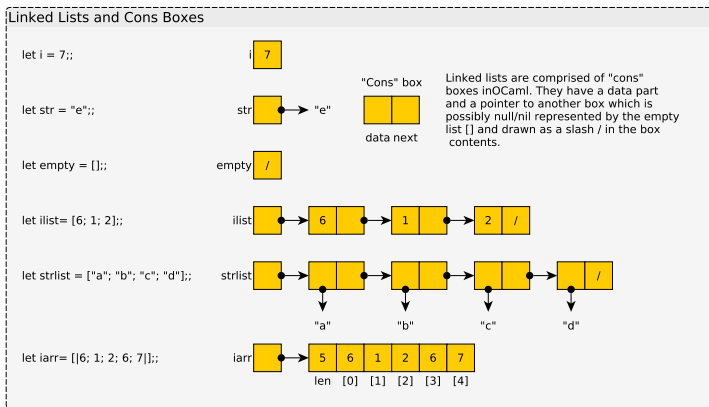 Linked Lists and Cons Boxes
let i = 7;;
i
7
"Cons" box
data next
Linked lists are comprised of "cons"
boxes inOCaml. They have a data part
and a pointer to another box which is
possibly null/nil represented by the empty
list [] and drawn as a slash / in the box
contents.
let str = "e";;
str
"e"
let empty = [];;
empty
/
let ilist= [6; 1; 2];;
ilist
6 1 2 /
let strlist = ["a"; "b"; "c"; "d"];;
strlist
/
"a" "b" "c" "d"
let iarr= [|6; 1; 2; 6; 7|];;
iarr
5 6 1 2 6 7
len [0] [1] [2] [3] [4]